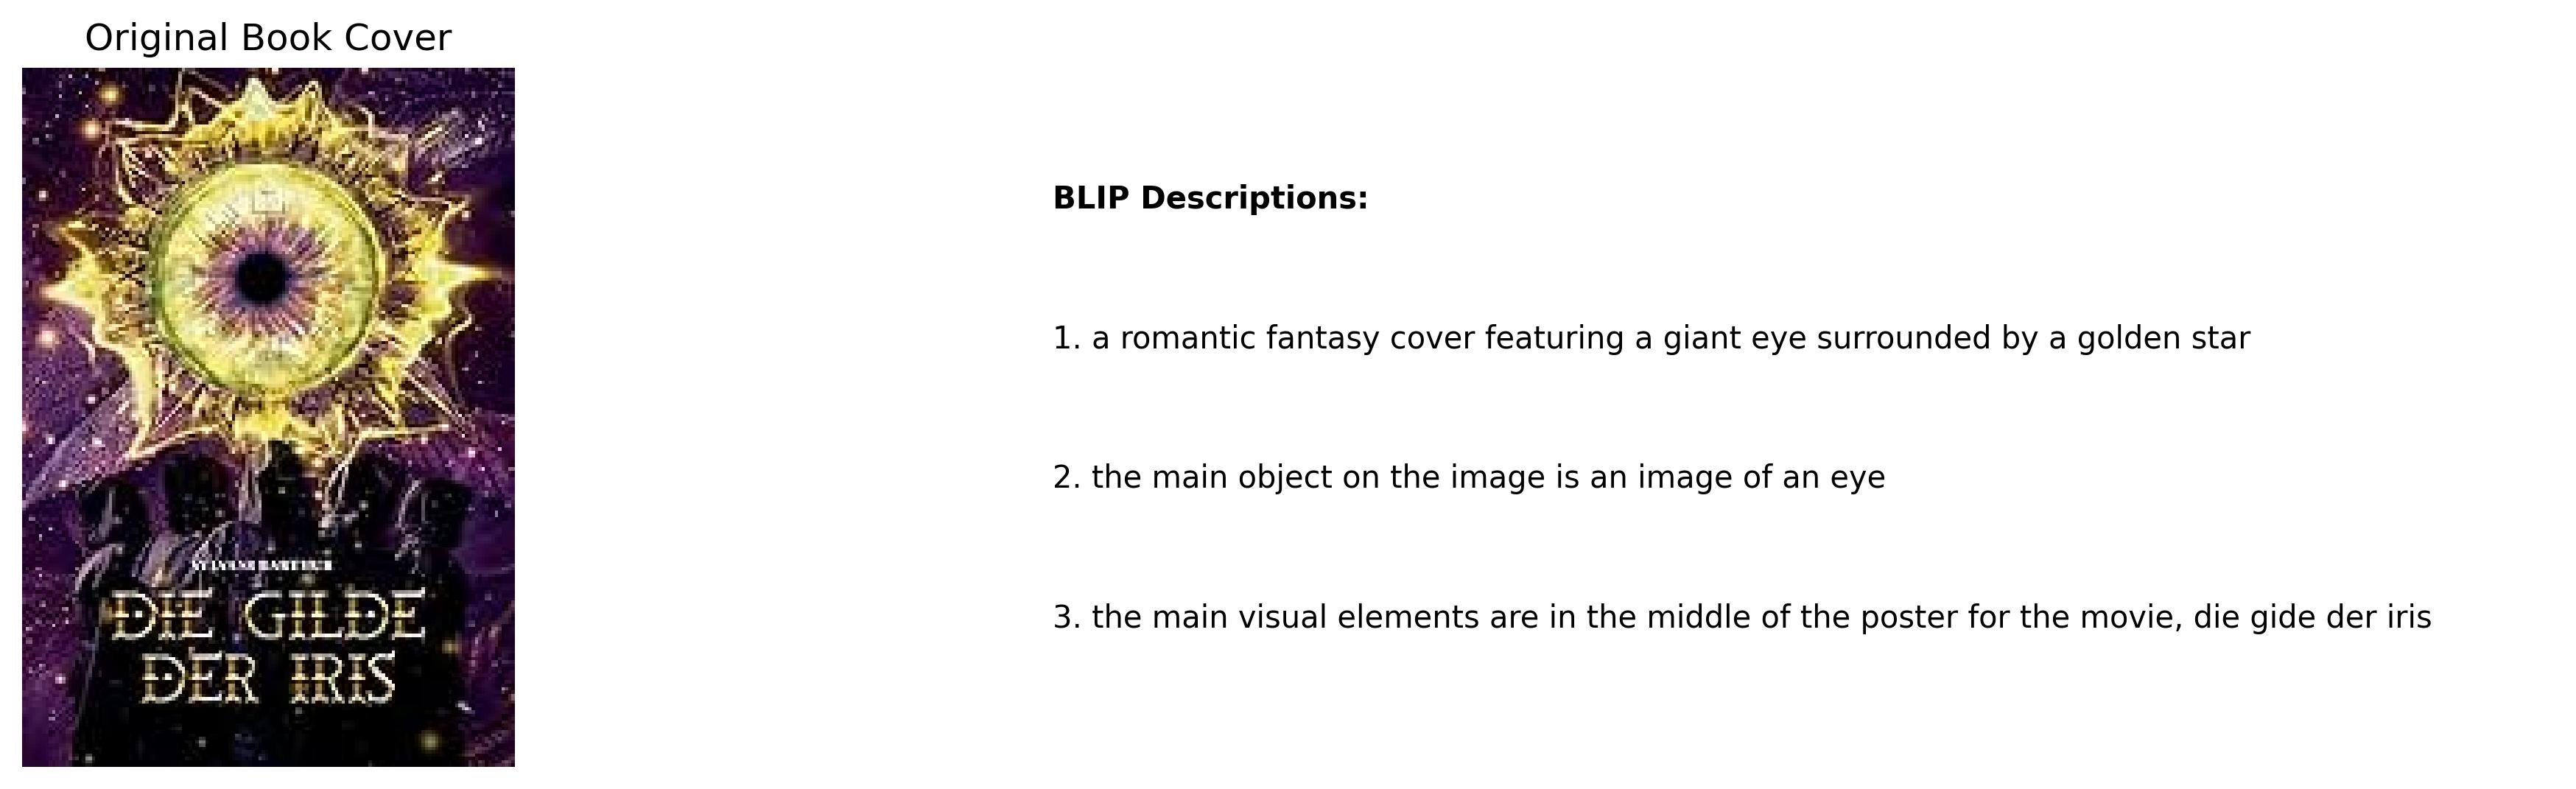 Original Book Cover
DIE GILDE
DER IRIS
BLIP Descriptions:
1. a romantic fantasy cover featuring a giant eye surrounded by a golden star
2. the main object on the image is an image of an eye
3. the main visual elements are in the middle of the poster for the movie, die gide der iris